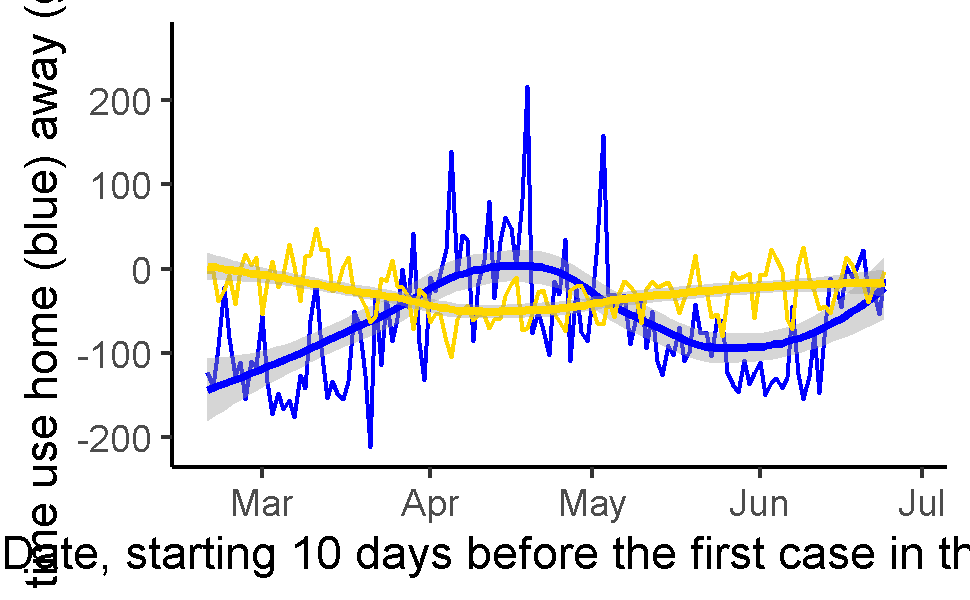 time use home (blue) away (
200
100
0
-100
-200
Mar Apr May Jun Jul
Date, starting 10 days before the first case in th